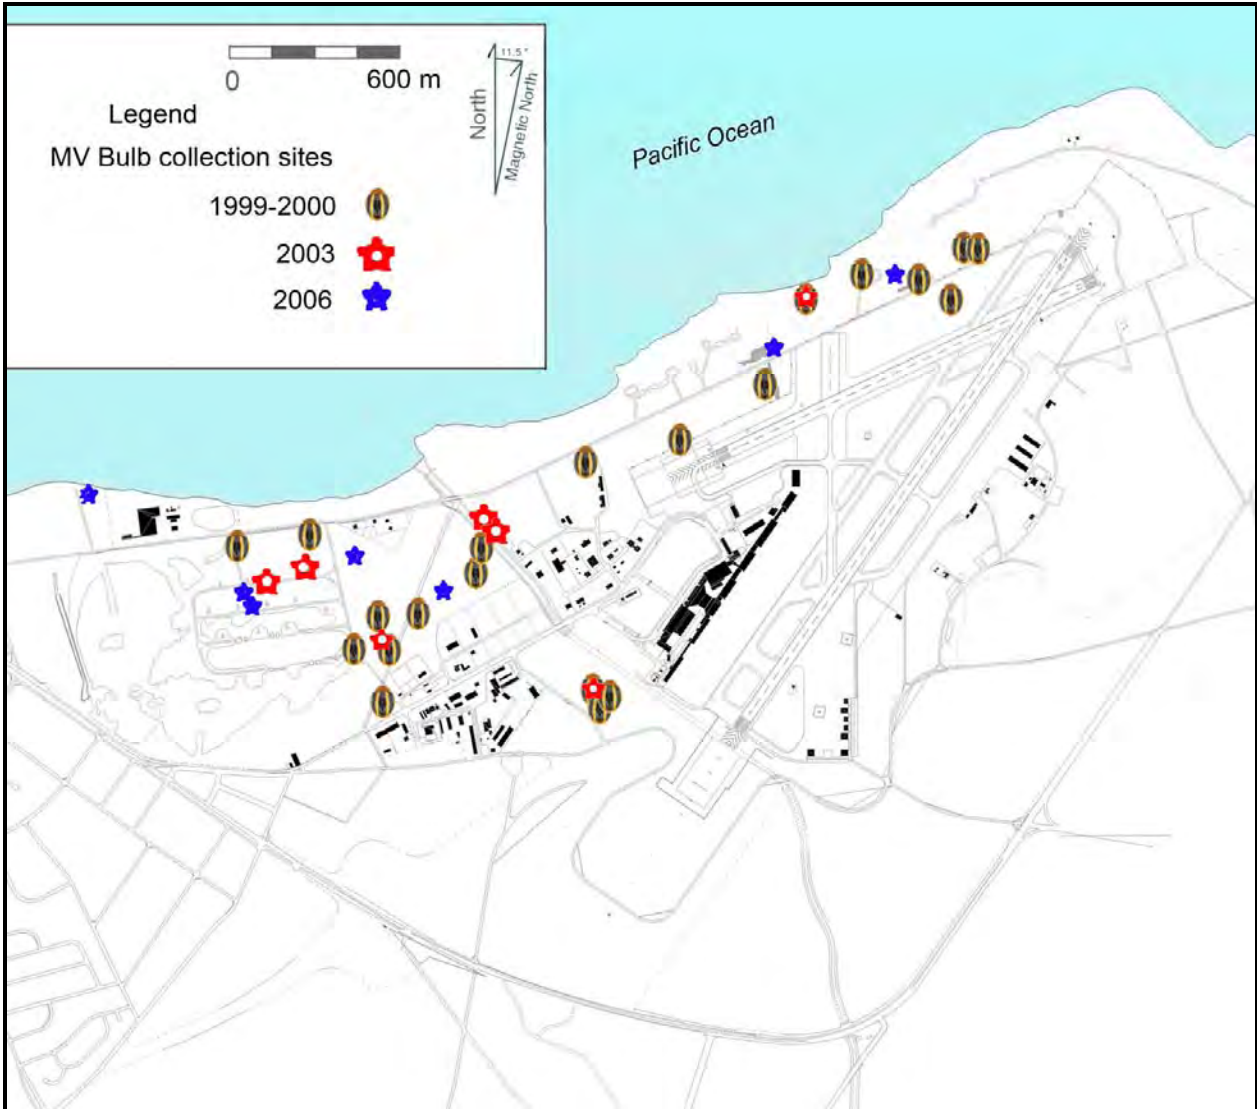 0 600 m
11.5 °
North
Magnetic North
Legend
MV Bulb collection sites
1999-2000
2003
2006
Pacific Ocean